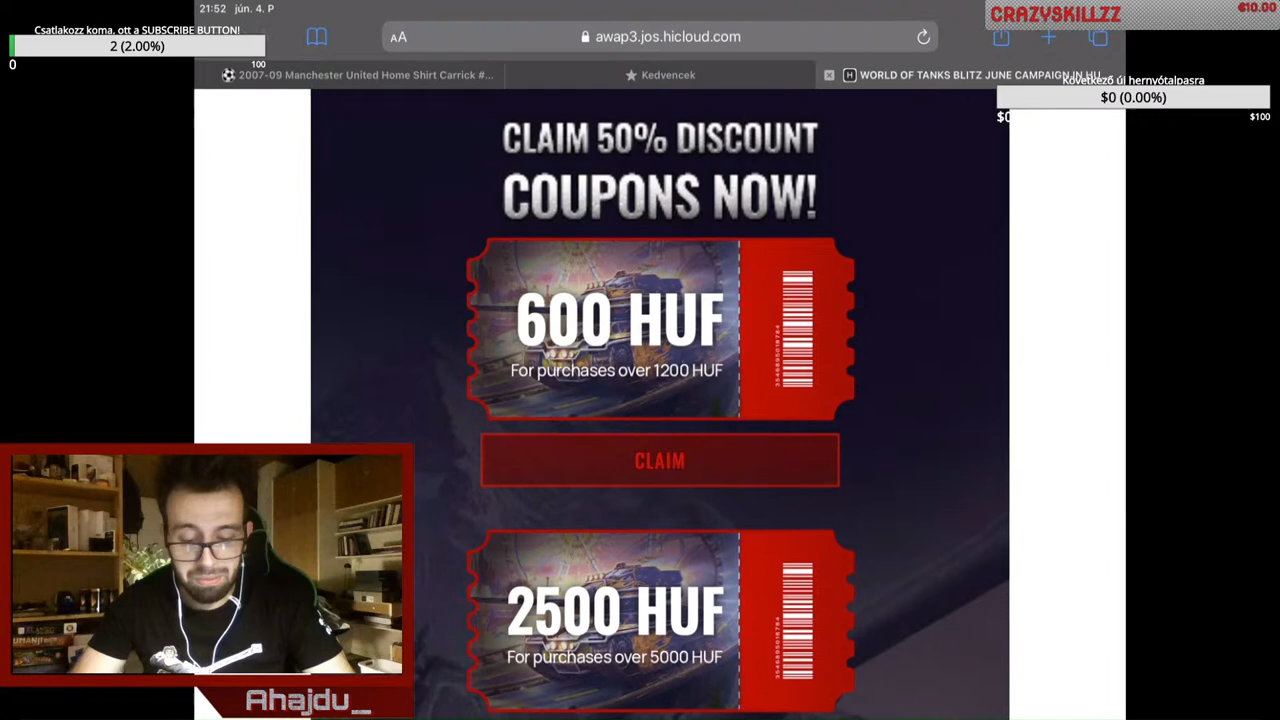 21:52 jún. 4. P
Csatlakozz koma, ott a SUBSCRIBE BUTTON!
2 (2.00%)
0
100
AA
awap3.jos.hicloud.com
CRAZYSKILLZZ
€10.00
2007-09 Manchester United Home Shirt Carrick #...
Kedvencek
WORLD OF TANKS BLITZ JUNE CAMPAIGN IN HU...
Következő új hernyótalpasra
$0 (0.00%)
$0
$100
CLAIM 50% DISCOUNT
COUPONS NOW!
600 HUF
For purchases over 1200 HUF
CLAIM
2500 HUF
For purchases over 5000 HUF
Ahajdu_